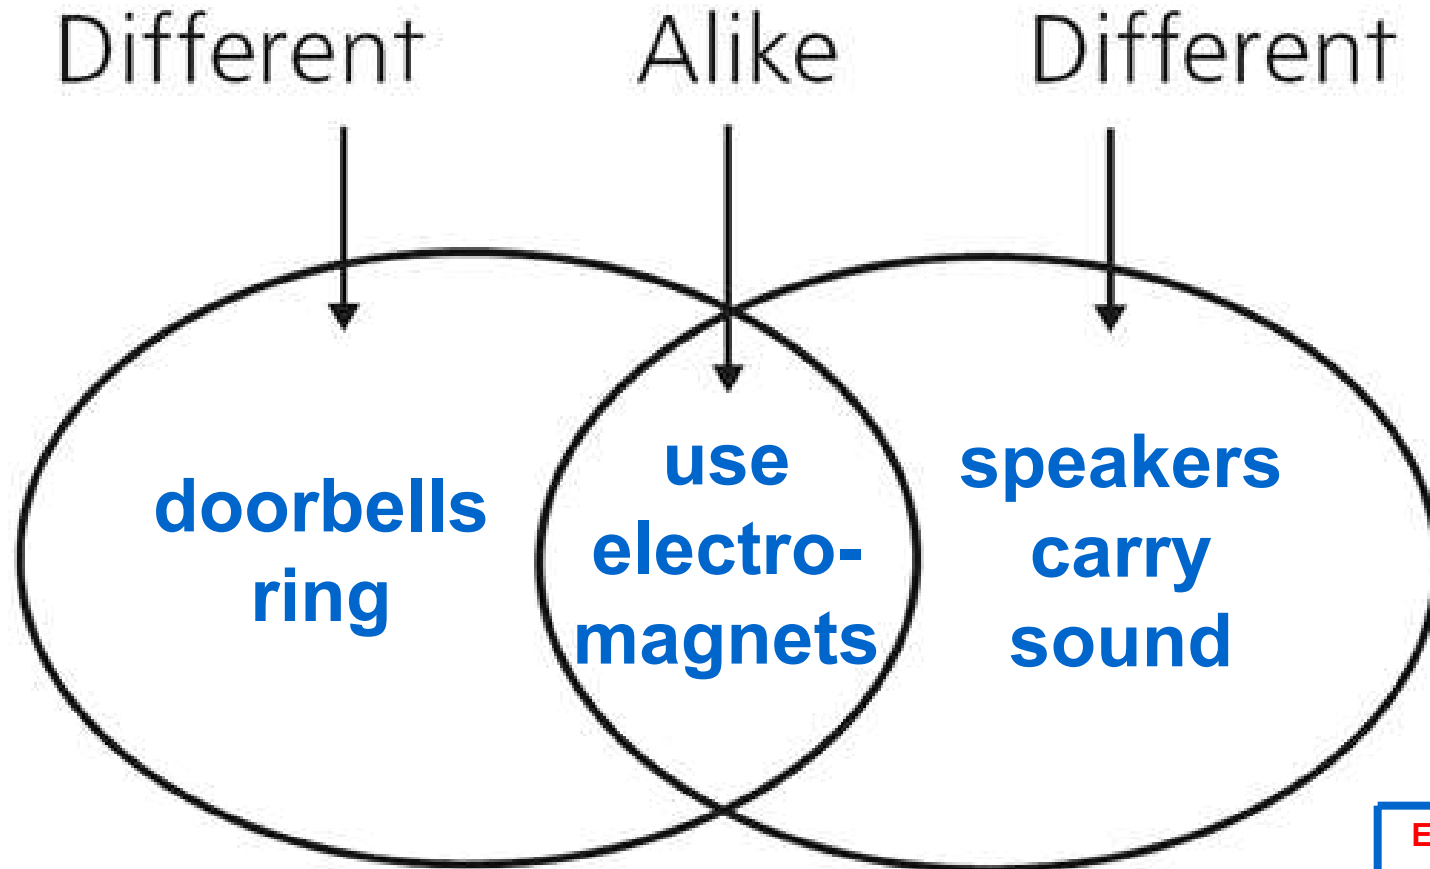 Different Alike Different
doorbells
ring
use
electro-
magnets
speakers
carry
sound
E